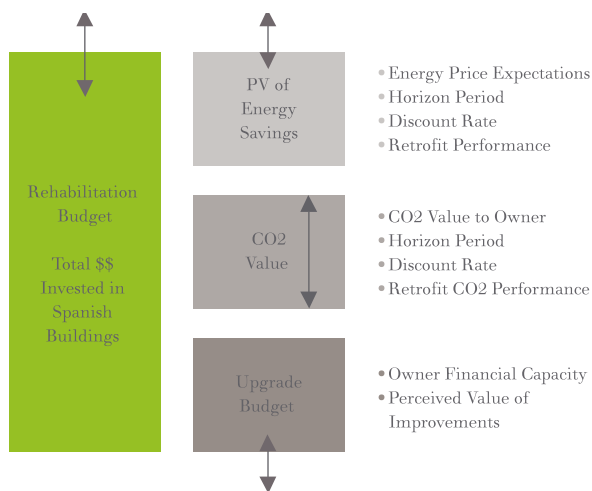 Rehabilitation
Budget
Total $$
Invested in
Spanish
Buildings
PV of
Energy
Savings
• Energy Price Expectations
• Horizon Period
• Discount Rate
• Retrofit Performance
CO2
Value
• CO2 Value to Owner
• Horizon Period
• Discount Rate
• Retrofit CO2 Performance
Upgrade
Budget
• Owner Financial Capacity
• Perceived Value of
Improvements